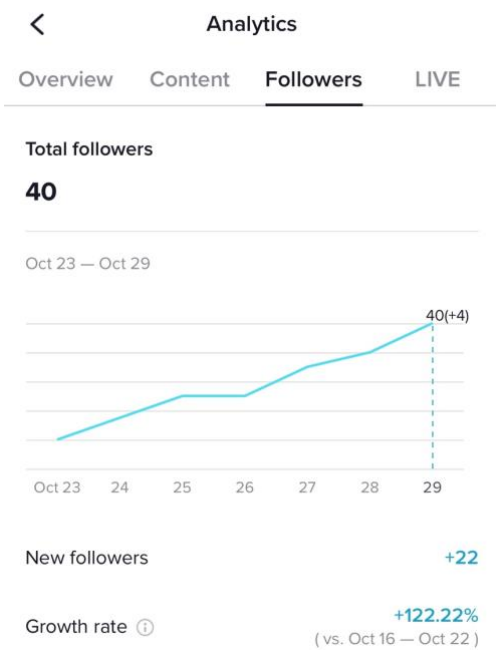 Analytics
Overview Content Followers LIVE
Total followers
40
Oct 23 — Oct 29
40(+4)
Oct 23 24 25 26 27 28 29
New followers +22
Growth rate +122.22%
( vs. Oct 16 — Oct 22 )